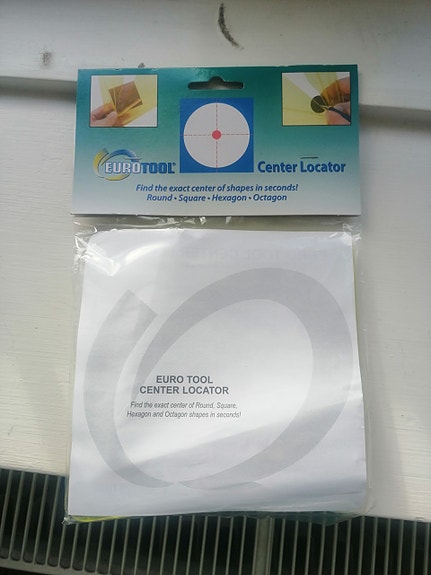 EUROTOOL®
Center Locator
Find the exact center of shapes in seconds!
Round • Square • Hexagon • Octagon
EURO TOOL
CENTER LOCATOR
Find the exact center of Round, Square,
Hexagon and Octagon shapes in seconds!